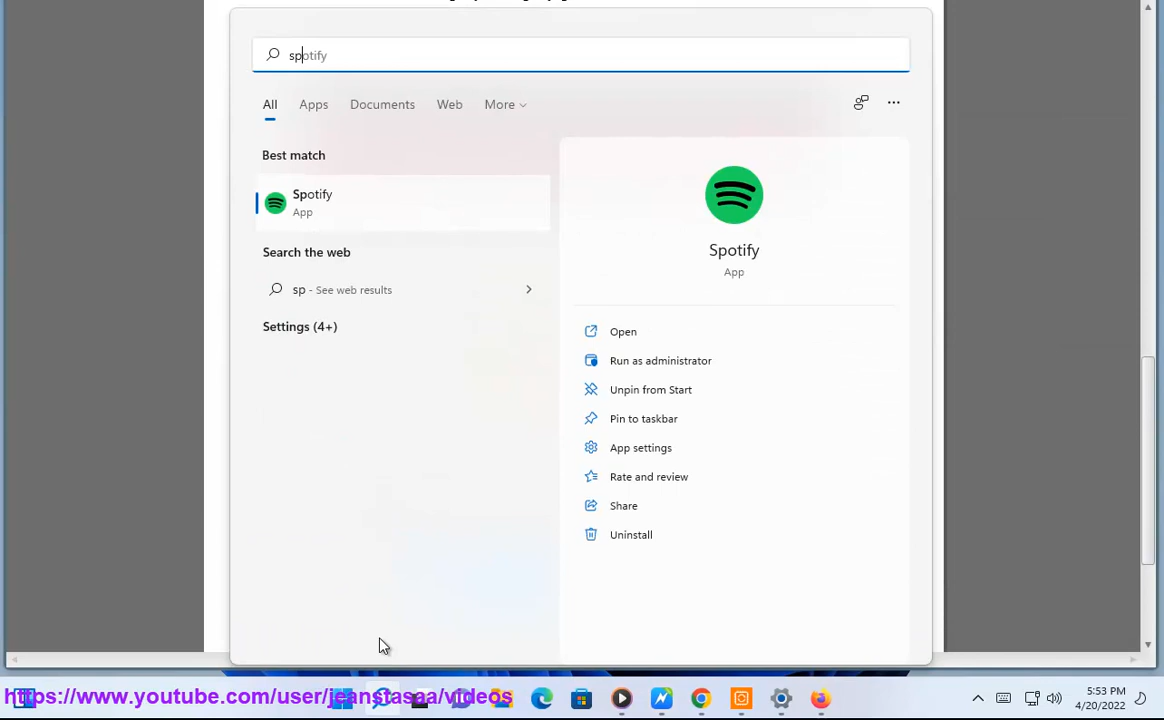 spotify
All Apps Documents Web More
Best match
Spotify
App
Search the web
sp - See web results
Settings (4+)
Spotify
App
Open
Run as administrator
Unpin from Start
Pin to taskbar
App settings
Rate and review
Share
Uninstall
https://www.youtube.com/user/jeanstasaa/videos
5:53 PM
4/20/2022